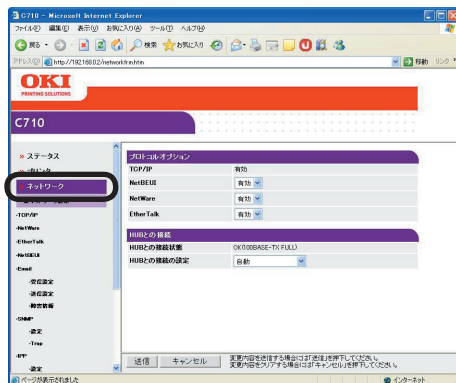 C710 - Microsoft Internet Explorer
ファイル(F) 編集(E) 表示(V) お気に入り(A) ツール(T) ヘルプ(H)
戻る 検索 お気に入り
アドレス(D) http://192.168.0.2/networkfrm.htm 移動 リンク
OKI
PRINTING SOLUTIONS
C710
» ステータス
» ネットワーク
-TCP/IP
-NetWare
-EtherTalk
-NetBEUI
-Email
-受信設定
-送信設定
-障害情報
-SNMP
-設定
-Trap
-IPP
-設定
プロトコルオプション
TCP/IP 有効
NetBEUI 有効
NetWare 有効
EtherTalk 有効
HUBとの接続
HUBとの接続状態 OK(100BASE-TX FULL)
HUBとの接続の設定 自動
送信 キャンセル 変更内容を送信する場合には「送信」を押下してください。
変更内容をクリアする場合には「キャンセル」を押下してください。
ページが表示されました インターネット